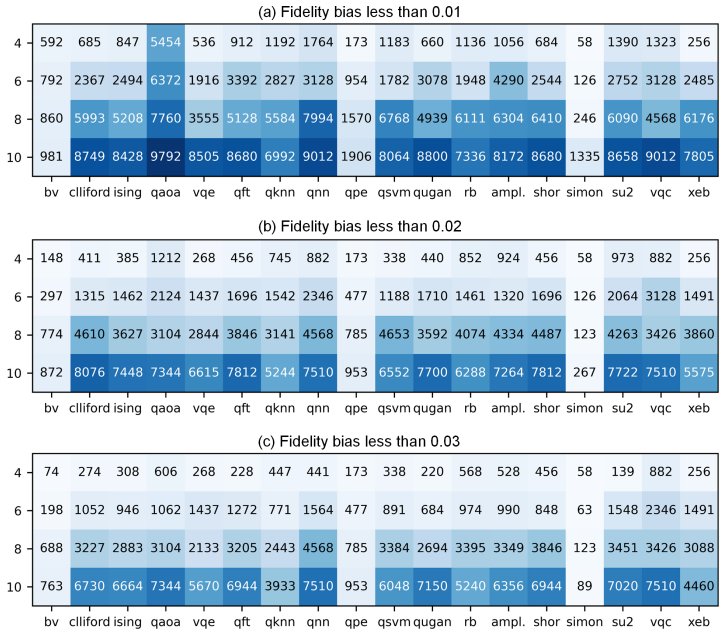 (a) Fidelity bias less than 0.01
4 592 685 847 5454 536 912 1192 1764 173 1183 660 1136 1056 684 58 1390 1323 256
6 792 2367 2494 6372 1916 3392 2827 3128 954 1782 3078 1948 4290 2544 126 2752 3128 2485
8 860 5993 5208 7760 3555 5128 5584 7994 1570 6768 4939 6111 6304 6410 246 6090 4568 6176
10 981 8749 8428 9792 8505 8680 6992 9012 1906 8064 8800 7336 8172 8680 1335 8658 9012 7805
bv clliford ising qaoa vqe qft qknn qnn qpe qsvm qugan rb ampl. shor simon su2 vqc xeb
(b) Fidelity bias less than 0.02
4 148 411 385 1212 268 456 745 882 173 338 440 852 924 456 58 973 882 256
6 297 1315 1462 2124 1437 1696 1542 2346 477 1188 1710 1461 1320 1696 126 2064 3128 1491
8 774 4610 3627 3104 2844 3846 3141 4568 785 4653 3592 4074 4334 4487 123 4263 3426 3860
10 872 8076 7448 7344 6615 7812 5244 7510 953 6552 7700 6288 7264 7812 267 7722 7510 5575
bv clliford ising qaoa vqe qft qknn qnn qpe qsvm qugan rb ampl. shor simon su2 vqc xeb
(c) Fidelity bias less than 0.03
4 74 274 308 606 268 228 447 441 173 338 220 568 528 456 58 139 882 256
6 198 1052 946 1062 1437 1272 771 1564 477 891 684 974 990 848 63 1548 2346 1491
8 688 3227 2883 3104 2133 3205 2443 4568 785 3384 2694 3395 3349 3846 123 3451 3426 3088
10 763 6730 6664 7344 5670 6944 3933 7510 953 6048 7150 5240 6356 6944 89 7020 7510 4460
bv clliford ising qaoa vqe qft qknn qnn qpe qsvm qugan rb ampl. shor simon su2 vqc xeb